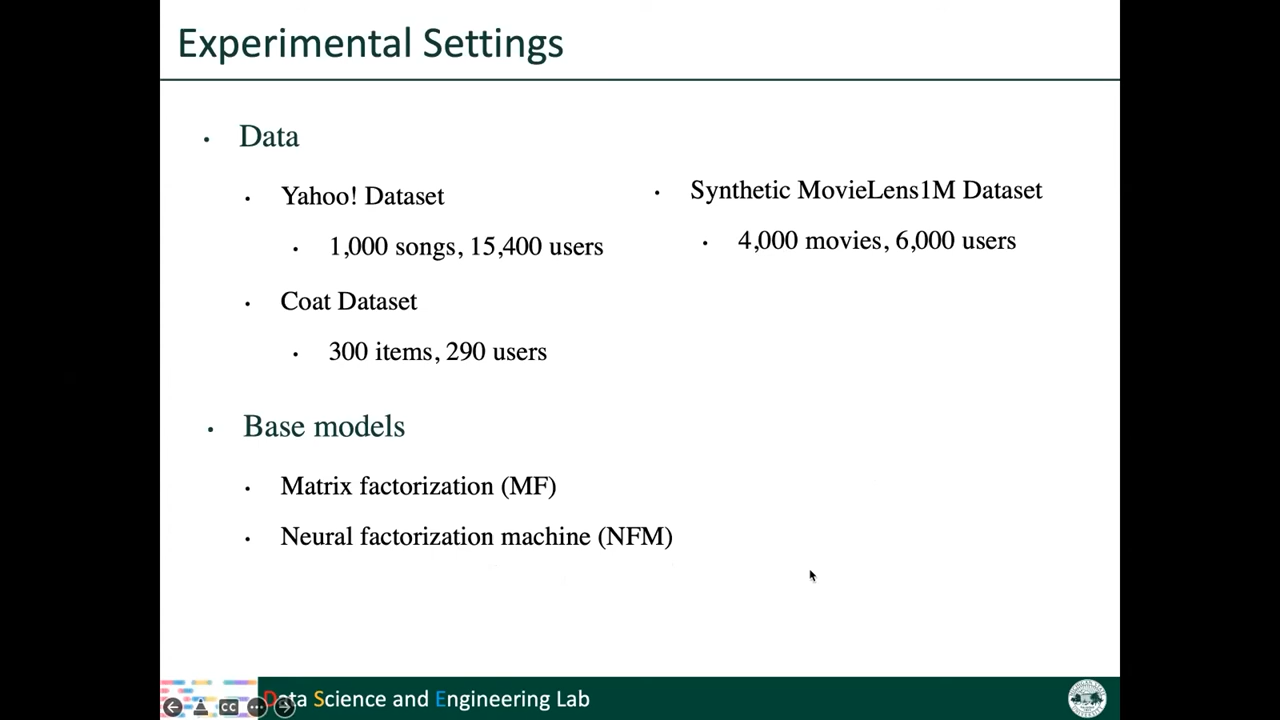 Experimental Settings
Data
Yahoo! Dataset
1,000 songs, 15,400 users
Coat Dataset
300 items, 290 users
Synthetic MovieLens1M Dataset
4,000 movies, 6,000 users
Base models
Matrix factorization (MF)
Neural factorization machine (NFM)
CC
Data Science and Engineering Lab